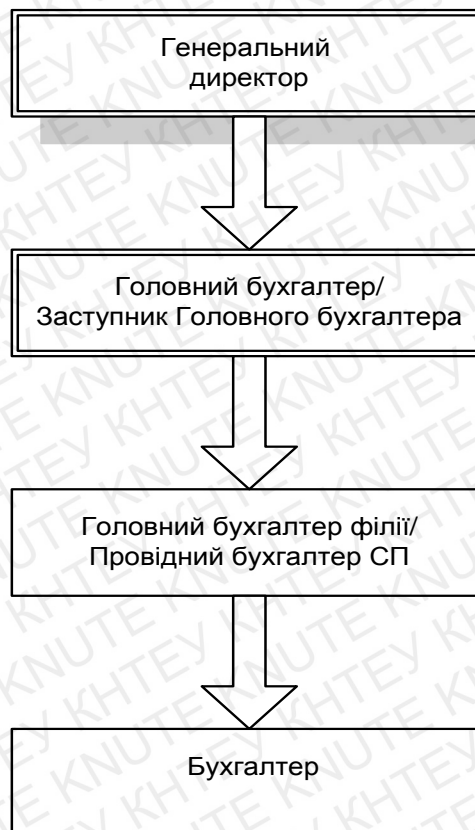 Генеральний
директор
Головний бухгалтер/
Заступник Головного бухгалтера
Головний бухгалтер філії/
Провідний бухгалтер СП
Бухгалтер